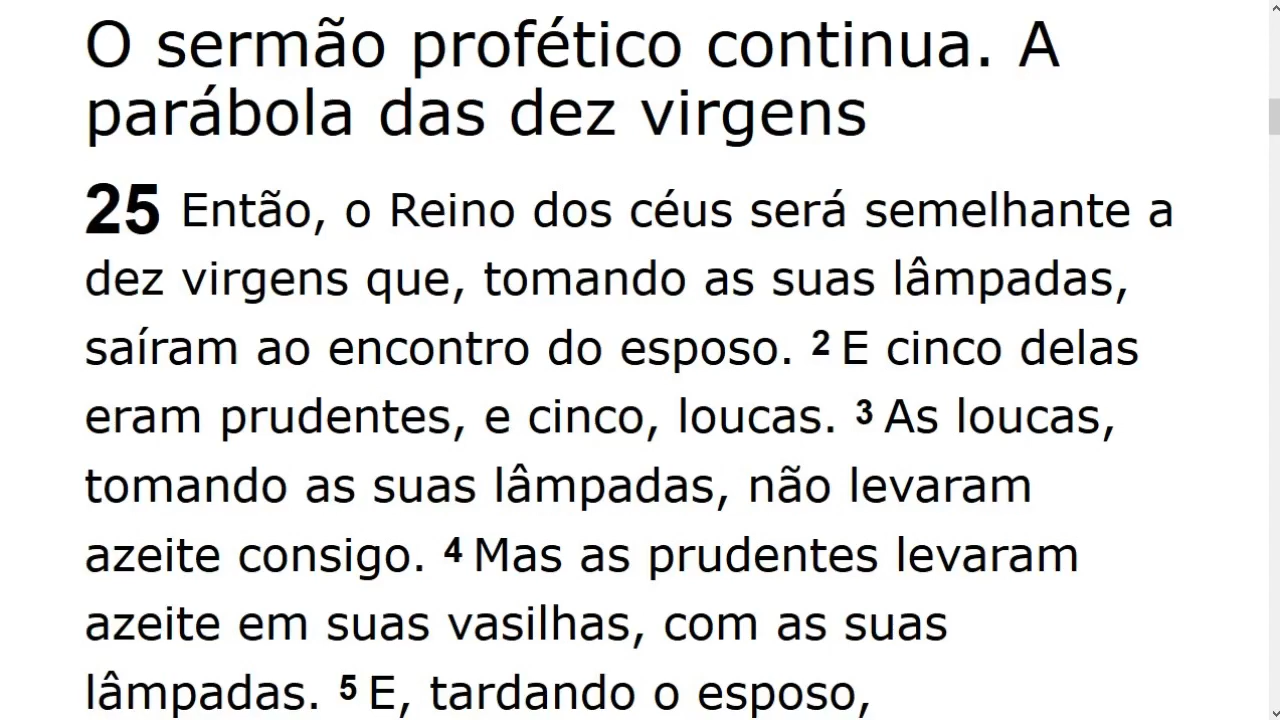 O sermão profético continua. A
parábola das dez virgens
25 Então, o Reino dos céus será semelhante a
dez virgens que, tomando as suas lâmpadas,
saíram ao encontro do esposo. 2 E cinco delas
eram prudentes, e cinco, loucas. 3 As loucas,
tomando as suas lâmpadas, não levaram
azeite consigo. 4 Mas as prudentes levaram
azeite em suas vasilhas, com as suas
lâmpadas. 5 E, tardando o esposo,